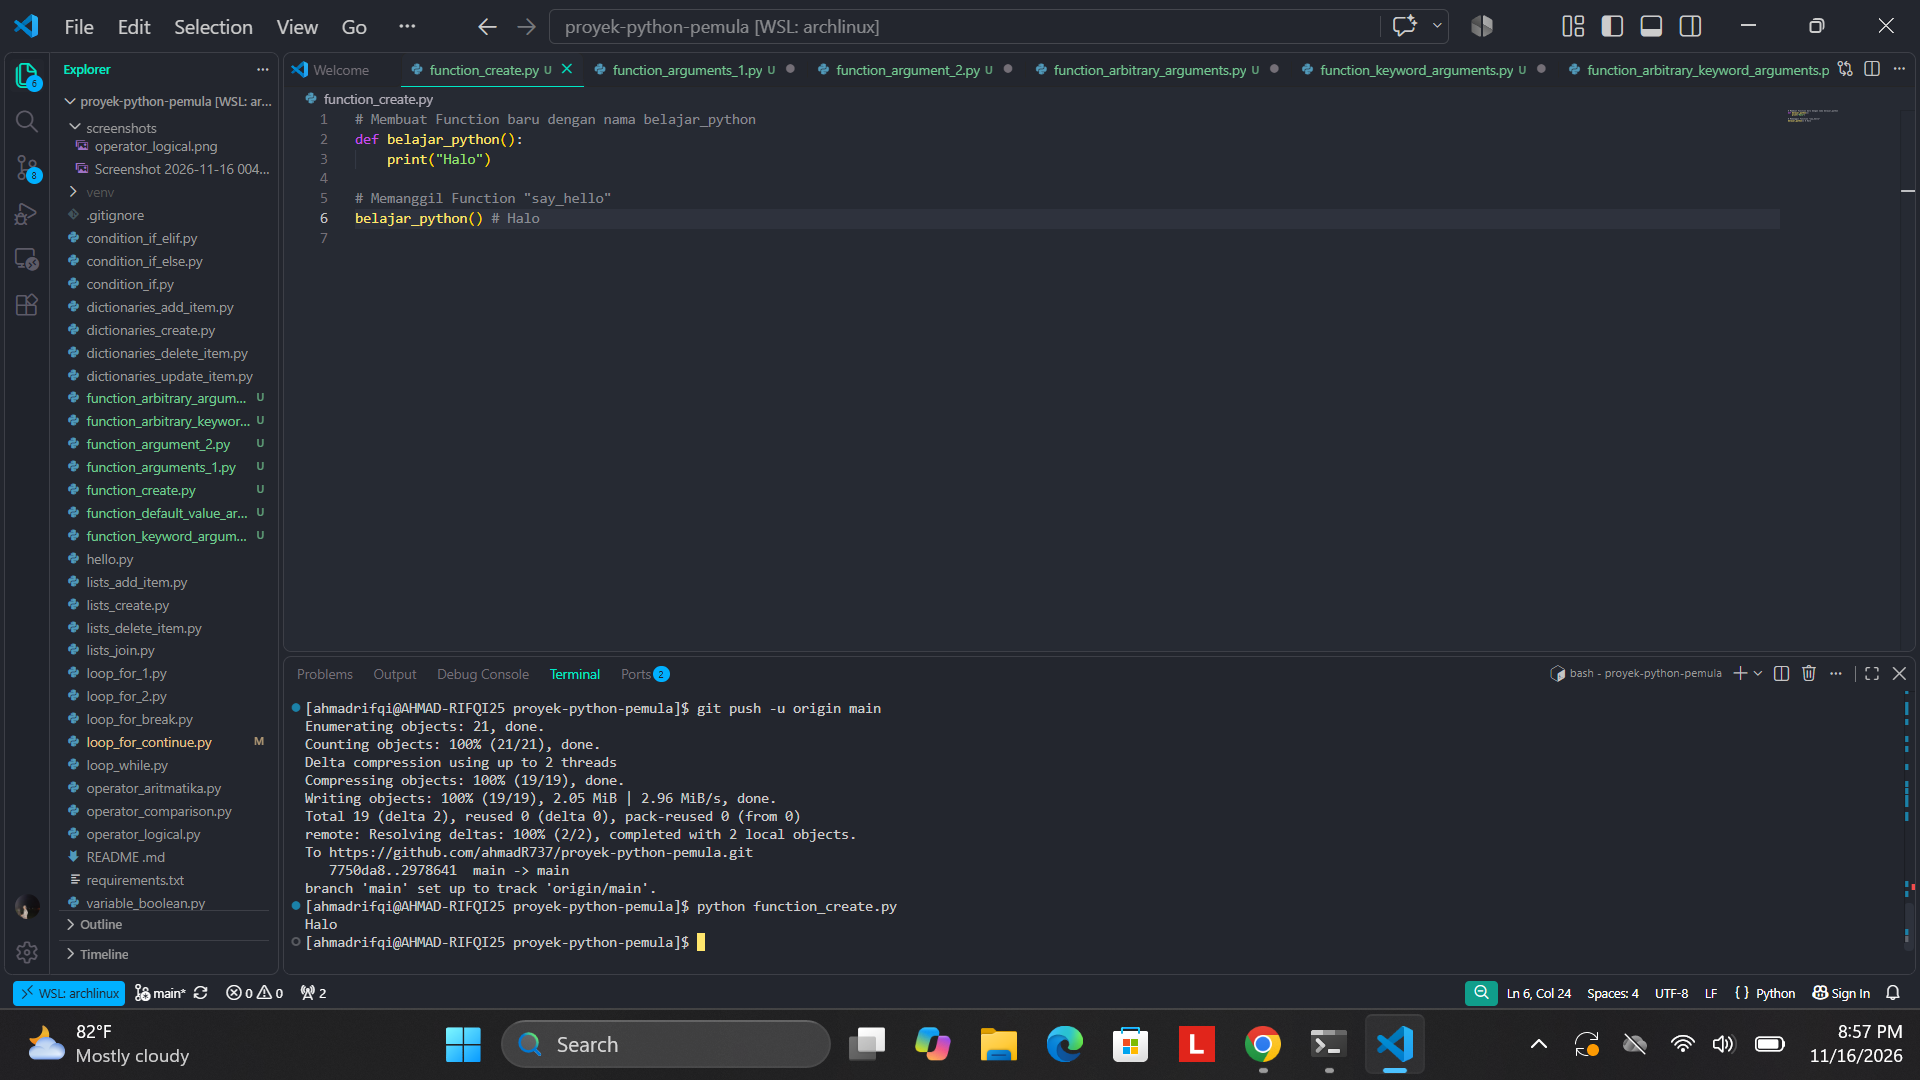 File Edit Selection View Go ···
proyek-python-pemula [WSL: archlinux]
Explorer
proyek-python-pemula [WSL: ar...
screenshots
operator_logical.png
Screenshot 2026-11-16 004...
venv
.gitignore
condition_if_elif.py
condition_if_else.py
condition_if.py
dictionaries_add_item.py
dictionaries_create.py
dictionaries_delete_item.py
dictionaries_update_item.py
function_arbitrary_argum... U
function_arbitrary_keywor... U
function_argument_2.py U
function_arguments_1.py U
function_create.py U
function_default_value_ar... U
function_keyword_argum... U
hello.py
lists_add_item.py
lists_create.py
lists_delete_item.py
lists_join.py
loop_for_1.py
loop_for_2.py
loop_for_break.py
loop_for_continue.py M
loop_while.py
operator_aritmatika.py
operator_comparison.py
operator_logical.py
README .md
requirements.txt
variable_boolean.py
Outline
Timeline
6
8
Welcome function_create.py U function_arguments_1.py U function_argument_2.py U function_arbitrary_arguments.py U function_keyword_arguments.py U function_arbitrary_keyword_arguments.p
function_create.py
1 # Membuat Function baru dengan nama belajar_python
2 def belajar_python():
3 print("Halo")
4
5 # Memanggil Function "say_hello"
6 belajar_python() # Halo
7
Problems Output Debug Console Terminal Ports 2
bash - proyek-python-pemula
[ahmadrifqi@AHMAD-RIFQI25 proyek-python-pemula]$ git push -u origin main
Enumerating objects: 21, done.
Counting objects: 100% (21/21), done.
Delta compression using up to 2 threads
Compressing objects: 100% (19/19), done.
Writing objects: 100% (19/19), 2.05 MiB | 2.96 MiB/s, done.
Total 19 (delta 2), reused 0 (delta 0), pack-reused 0 (from 0)
remote: Resolving deltas: 100% (2/2), completed with 2 local objects.
To https://github.com/ahmadR737/proyek-python-pemula.git
7750da8..2978641 main -> main
branch 'main' set up to track 'origin/main'.
[ahmadrifqi@AHMAD-RIFQI25 proyek-python-pemula]$ python function_create.py
Halo
[ahmadrifqi@AHMAD-RIFQI25 proyek-python-pemula]$
WSL: archlinux main* 0 0 2
Ln 6, Col 24 Spaces: 4 UTF-8 LF { } Python Sign In
82°F
Mostly cloudy
Search
L
8:57 PM
11/16/2026